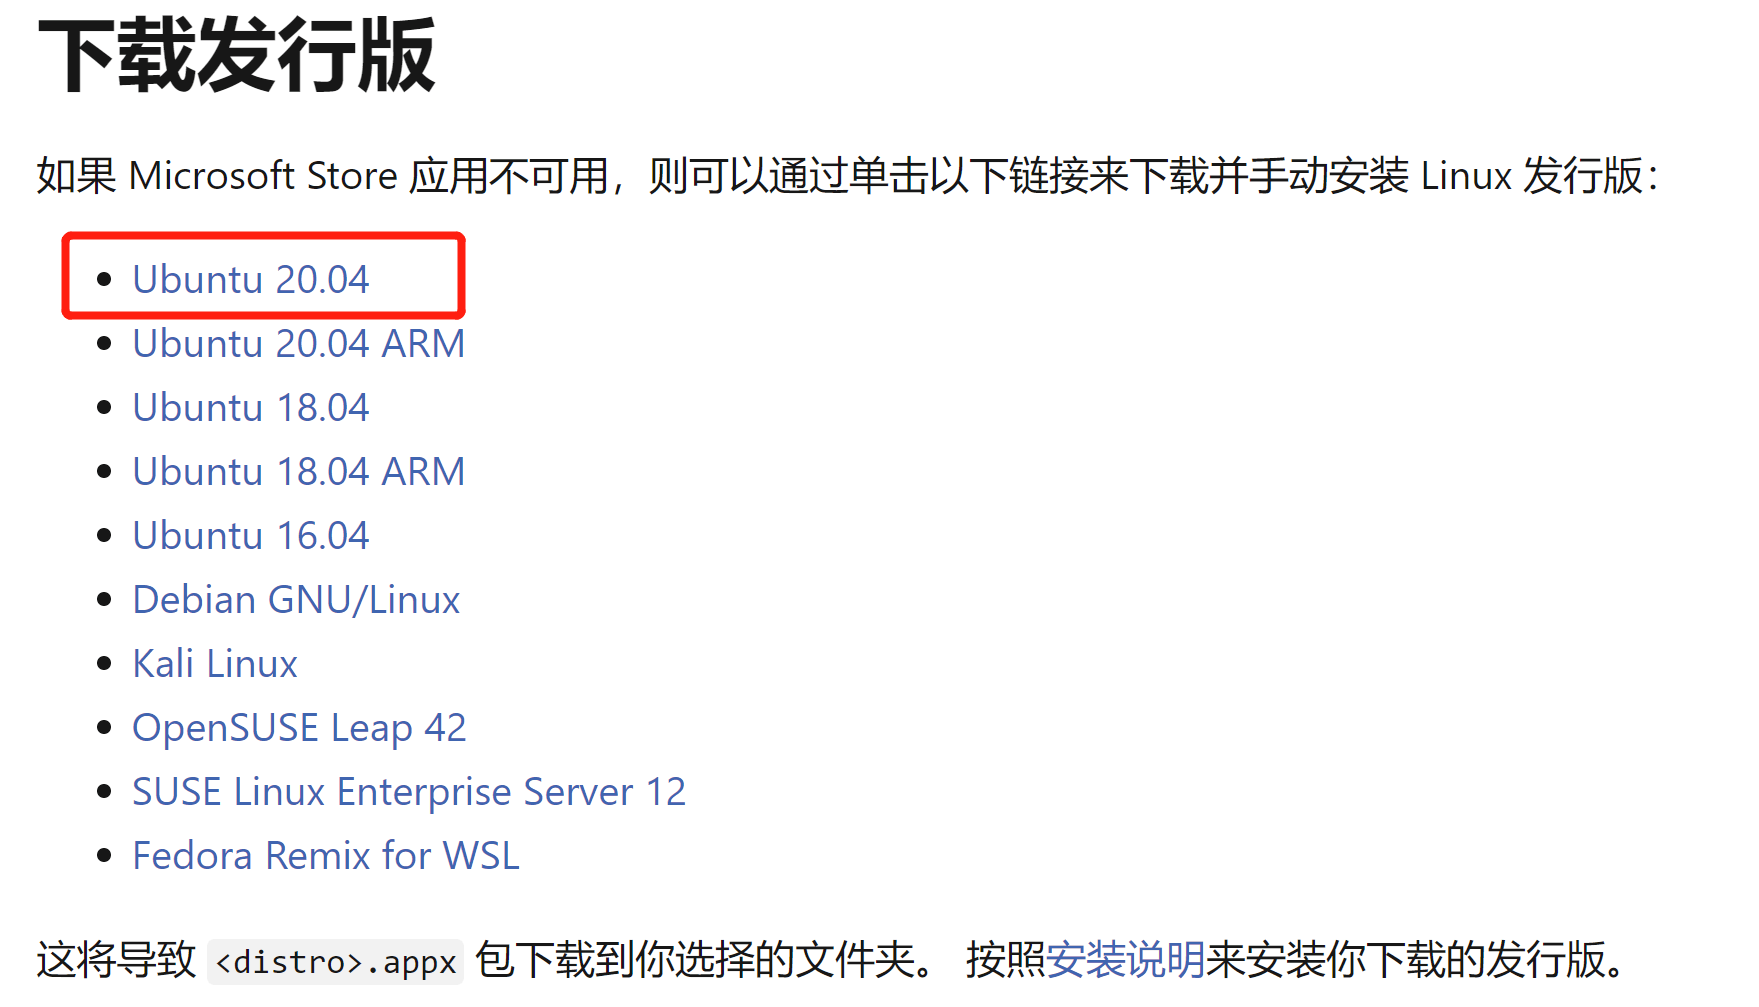 下载发行版
如果 Microsoft Store 应用不可用，则可以通过单击以下链接来下载并手动安装 Linux 发行版：
Ubuntu 20.04
Ubuntu 20.04 ARM
Ubuntu 18.04
Ubuntu 18.04 ARM
Ubuntu 16.04
Debian GNU/Linux
Kali Linux
OpenSUSE Leap 42
SUSE Linux Enterprise Server 12
Fedora Remix for WSL
这将导致 <distro>.appx 包下载到你选择的文件夹。 按照安装说明来安装你下载的发行版。